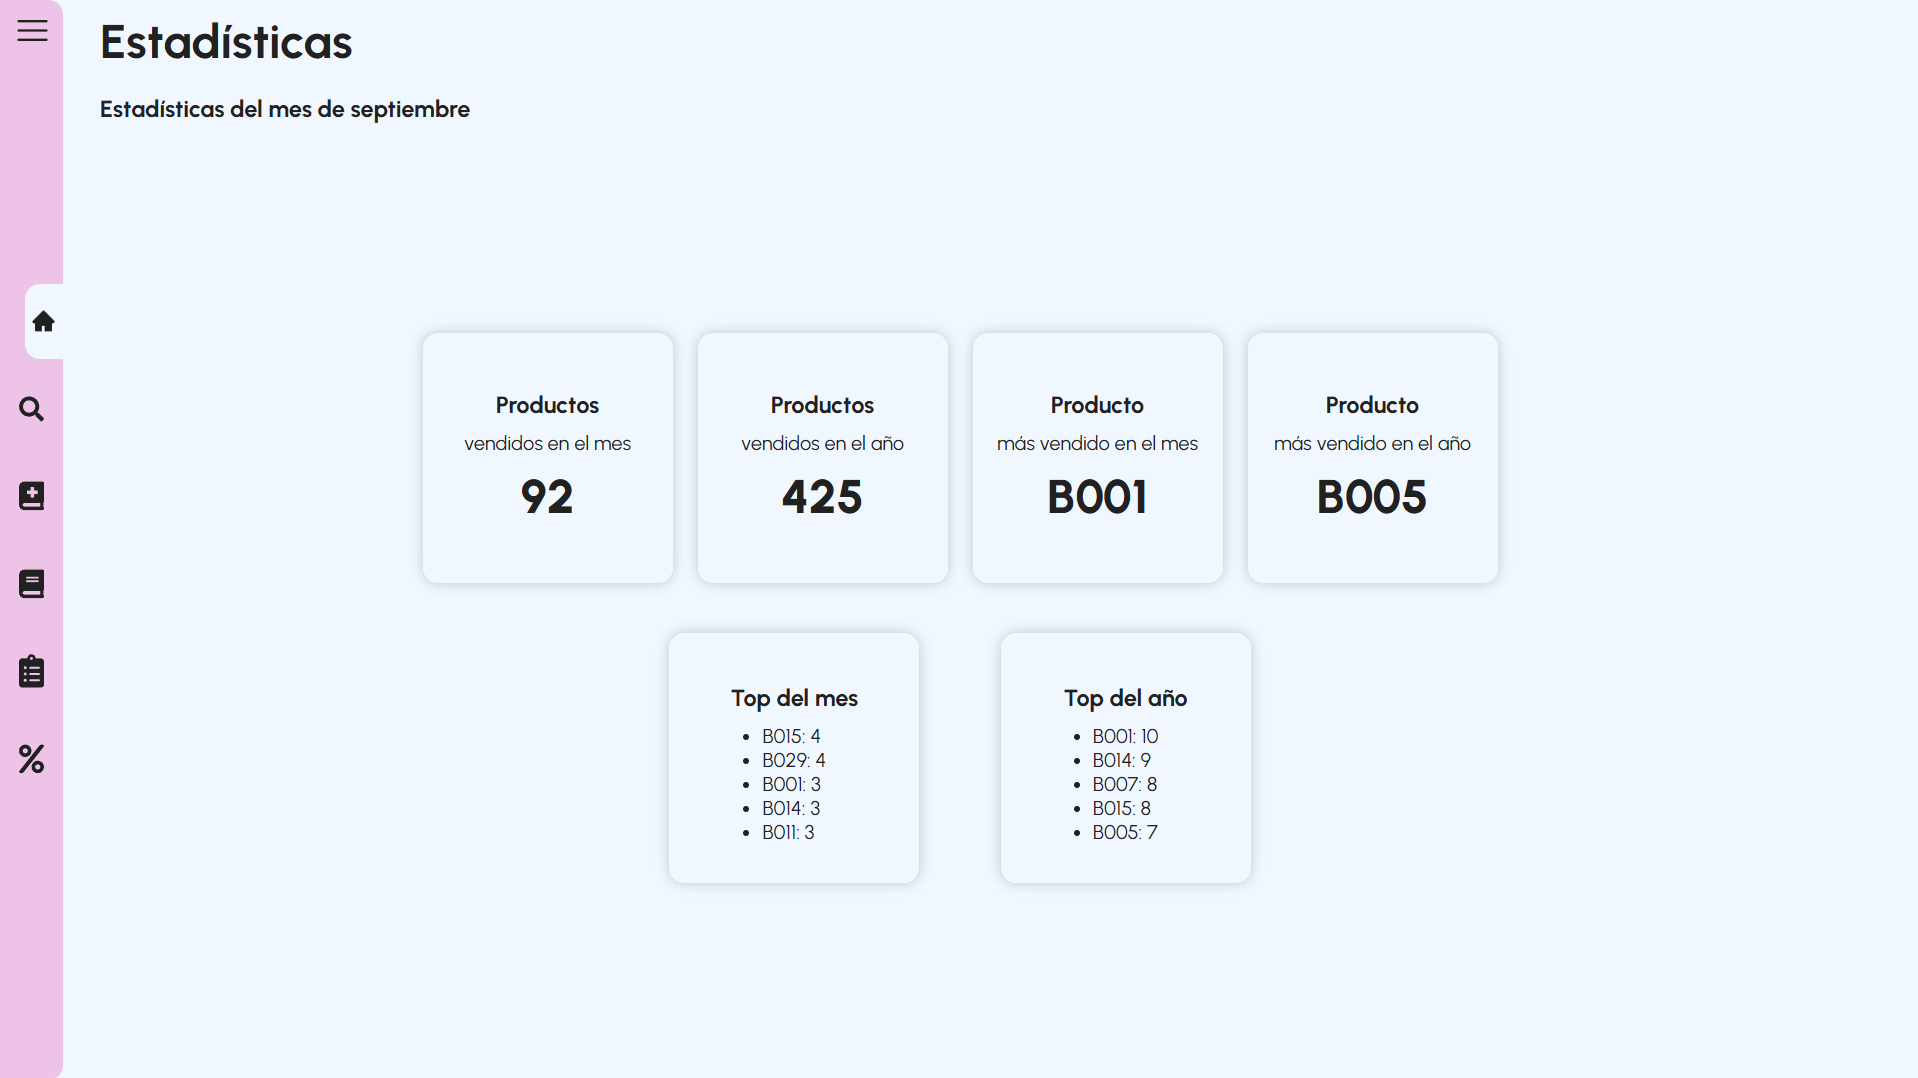 Estadísticas
Estadísticas del mes de septiembre
Productos
vendidos en el mes
92
Productos
vendidos en el año
425
Producto
más vendido en el mes
B001
Producto
más vendido en el año
B005
Top del mes
• B015: 4
• B029: 4
• B001: 3
• B014: 3
• B011: 3
Top del año
• B001: 10
• B014: 9
• B007: 8
• B015: 8
• B005: 7